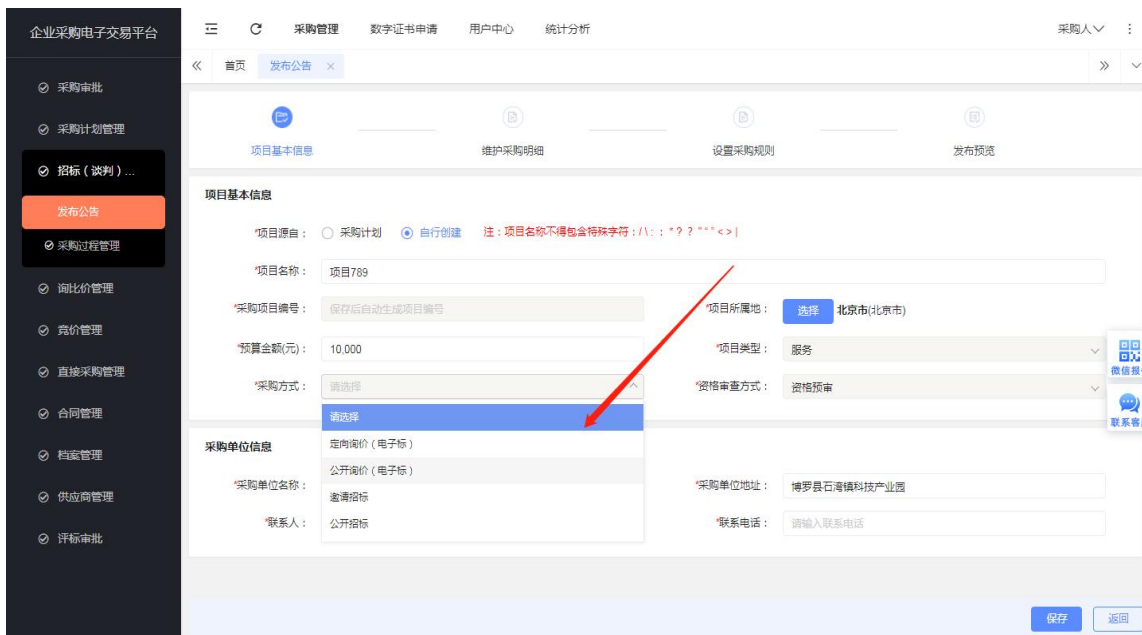 企业采购电子交易平台
采购管理 数字证书申请 用户中心 统计分析 采购人
首页 发布公告
采购审批
采购计划管理
招标（谈判）...
发布公告
采购过程管理
询比价管理
竞价管理
直接采购管理
合同管理
档案管理
供应商管理
评标审批
项目基本信息 维护采购明细 设置采购规则 发布预览
项目基本信息
*项目源自： 采购计划 自行创建 注：项目名称不得包含特殊字符：/ \ : ： * ? ？ " “ ” < > |
*项目名称： 项目789
*采购项目编号： 保存后自动生成项目编号 *项目所属地： 选择 北京市(北京市)
*预算金额(元)： 10,000 *项目类型： 服务
*采购方式： 请选择 *资格审查方式： 资格预审
请选择
定向询价（电子标）
公开询价（电子标）
邀请招标
公开招标
采购单位信息
*采购单位名称： *采购单位地址： 博罗县石湾镇科技产业园
*联系人： *联系电话： 请输入联系电话
微信报
联系客
保存 返回